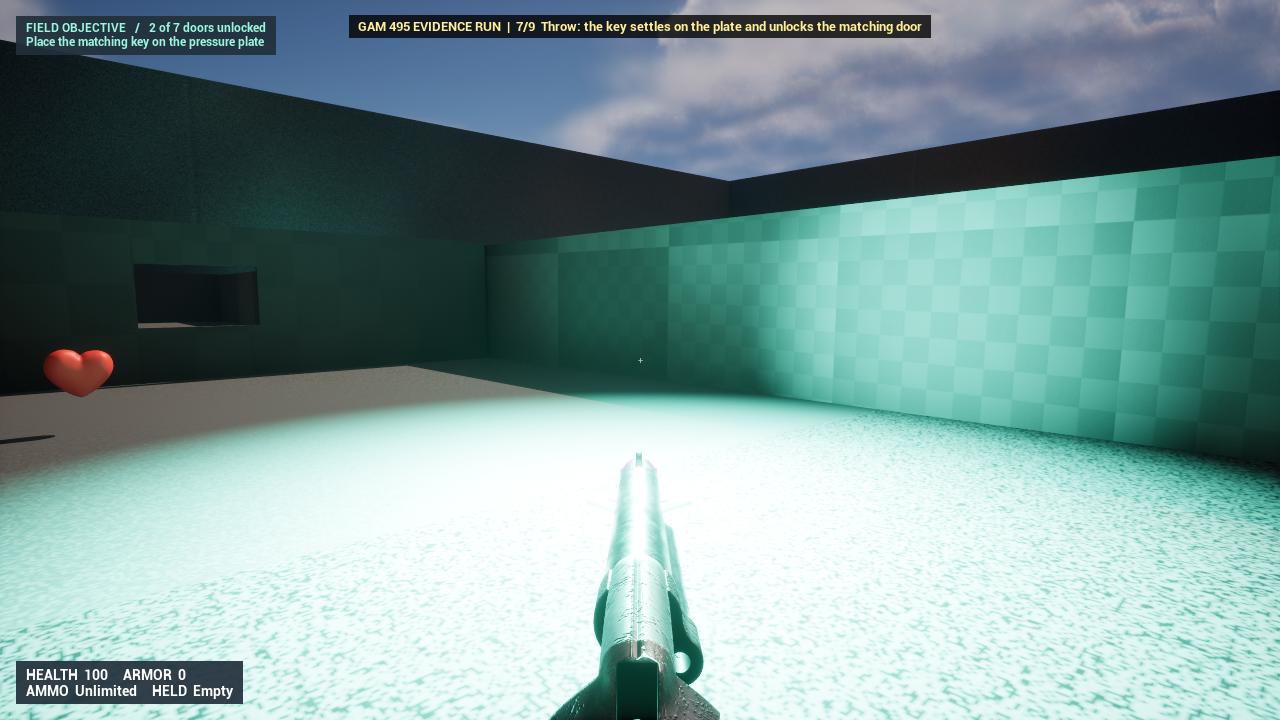 FIELD OBJECTIVE / 2 of 7 doors unlocked
Place the matching key on the pressure plate
GAM 495 EVIDENCE RUN | 7/9 Throw: the key settles on the plate and unlocks the matching door
HEALTH 100 ARMOR 0
AMMO Unlimited HELD Empty